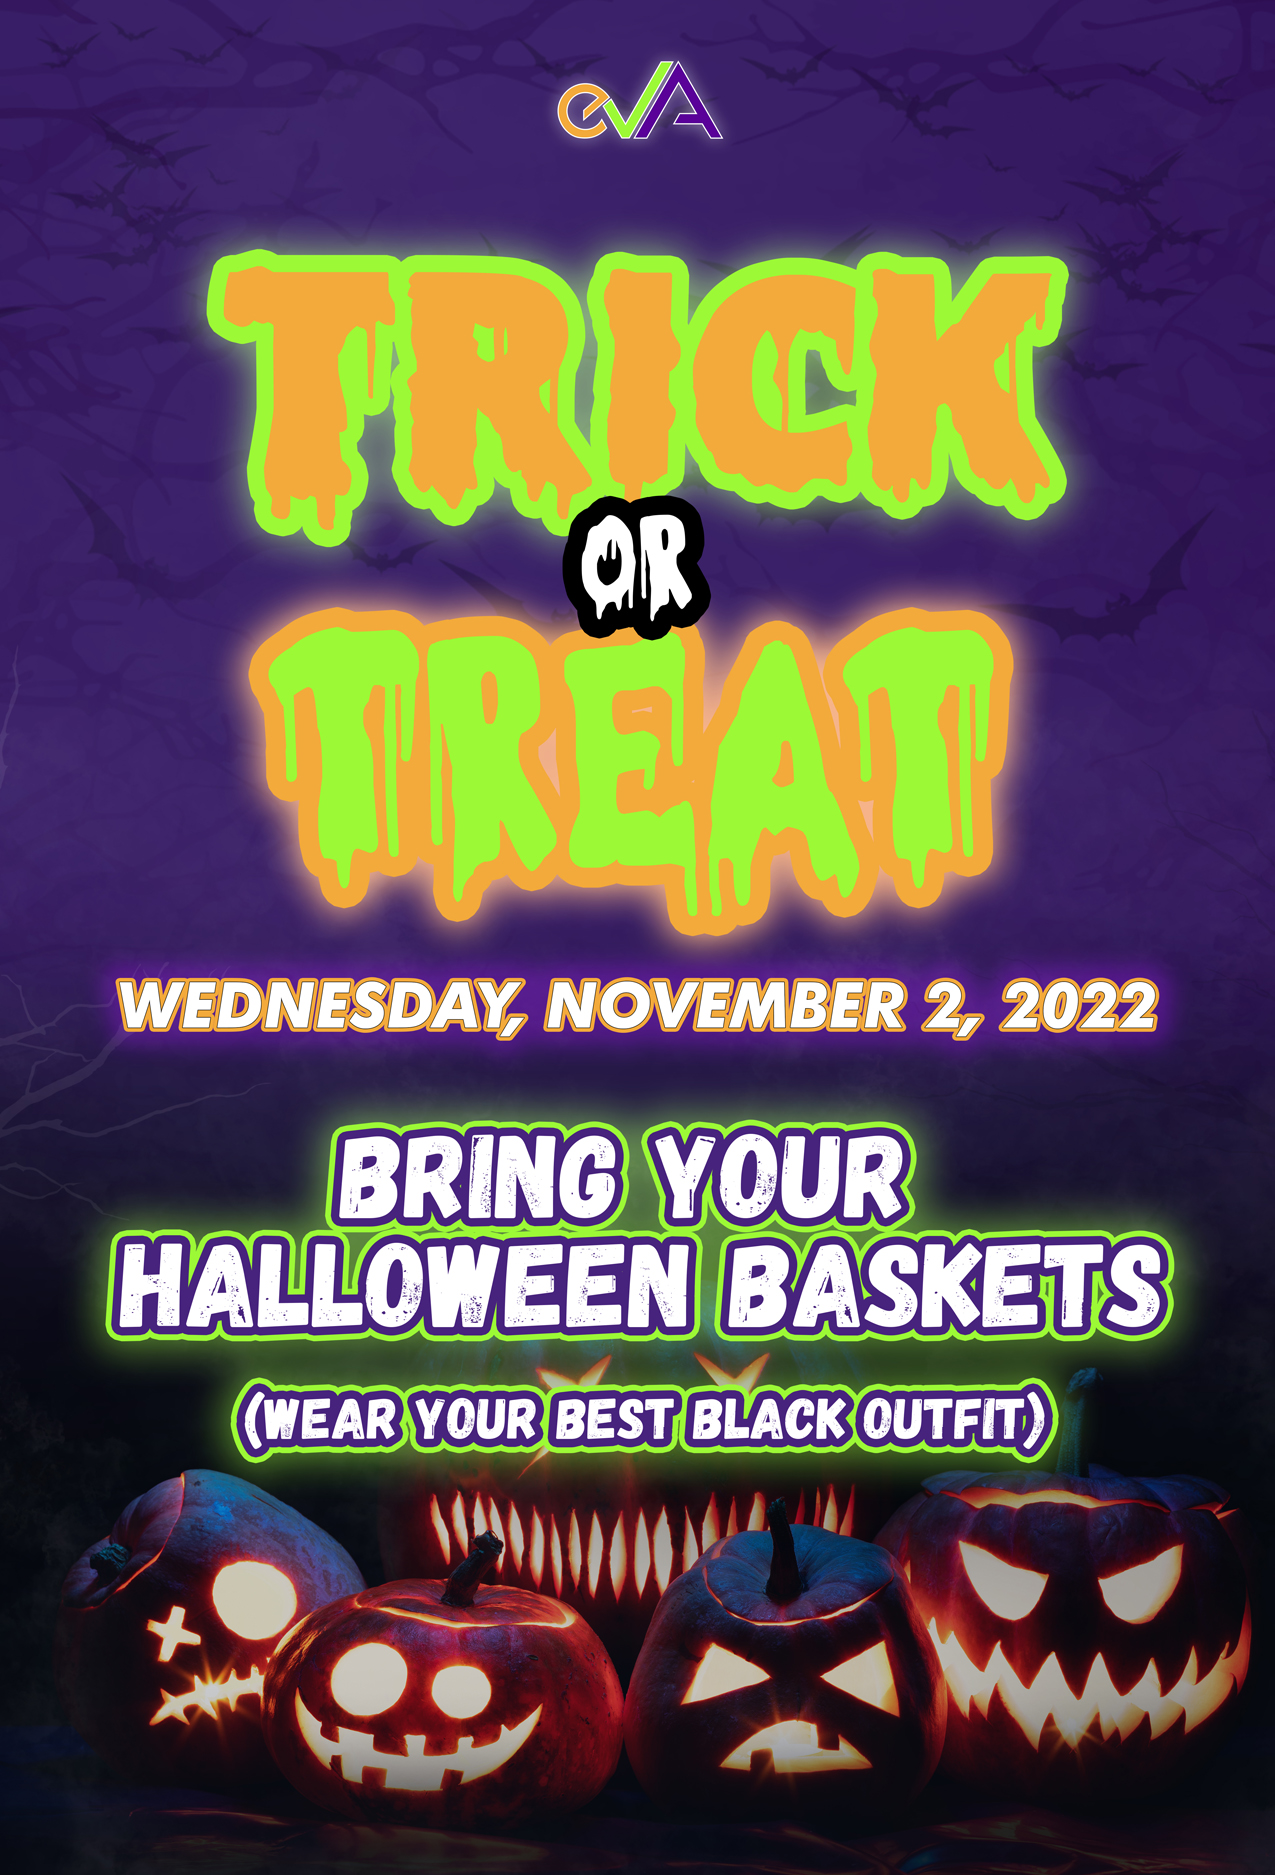 eVA
TRICK
OR
TREAT
WEDNESDAY, NOVEMBER 2, 2022
BRING YOUR
HALLOWEEN BASKETS
(WEAR YOUR BEST BLACK OUTFIT)